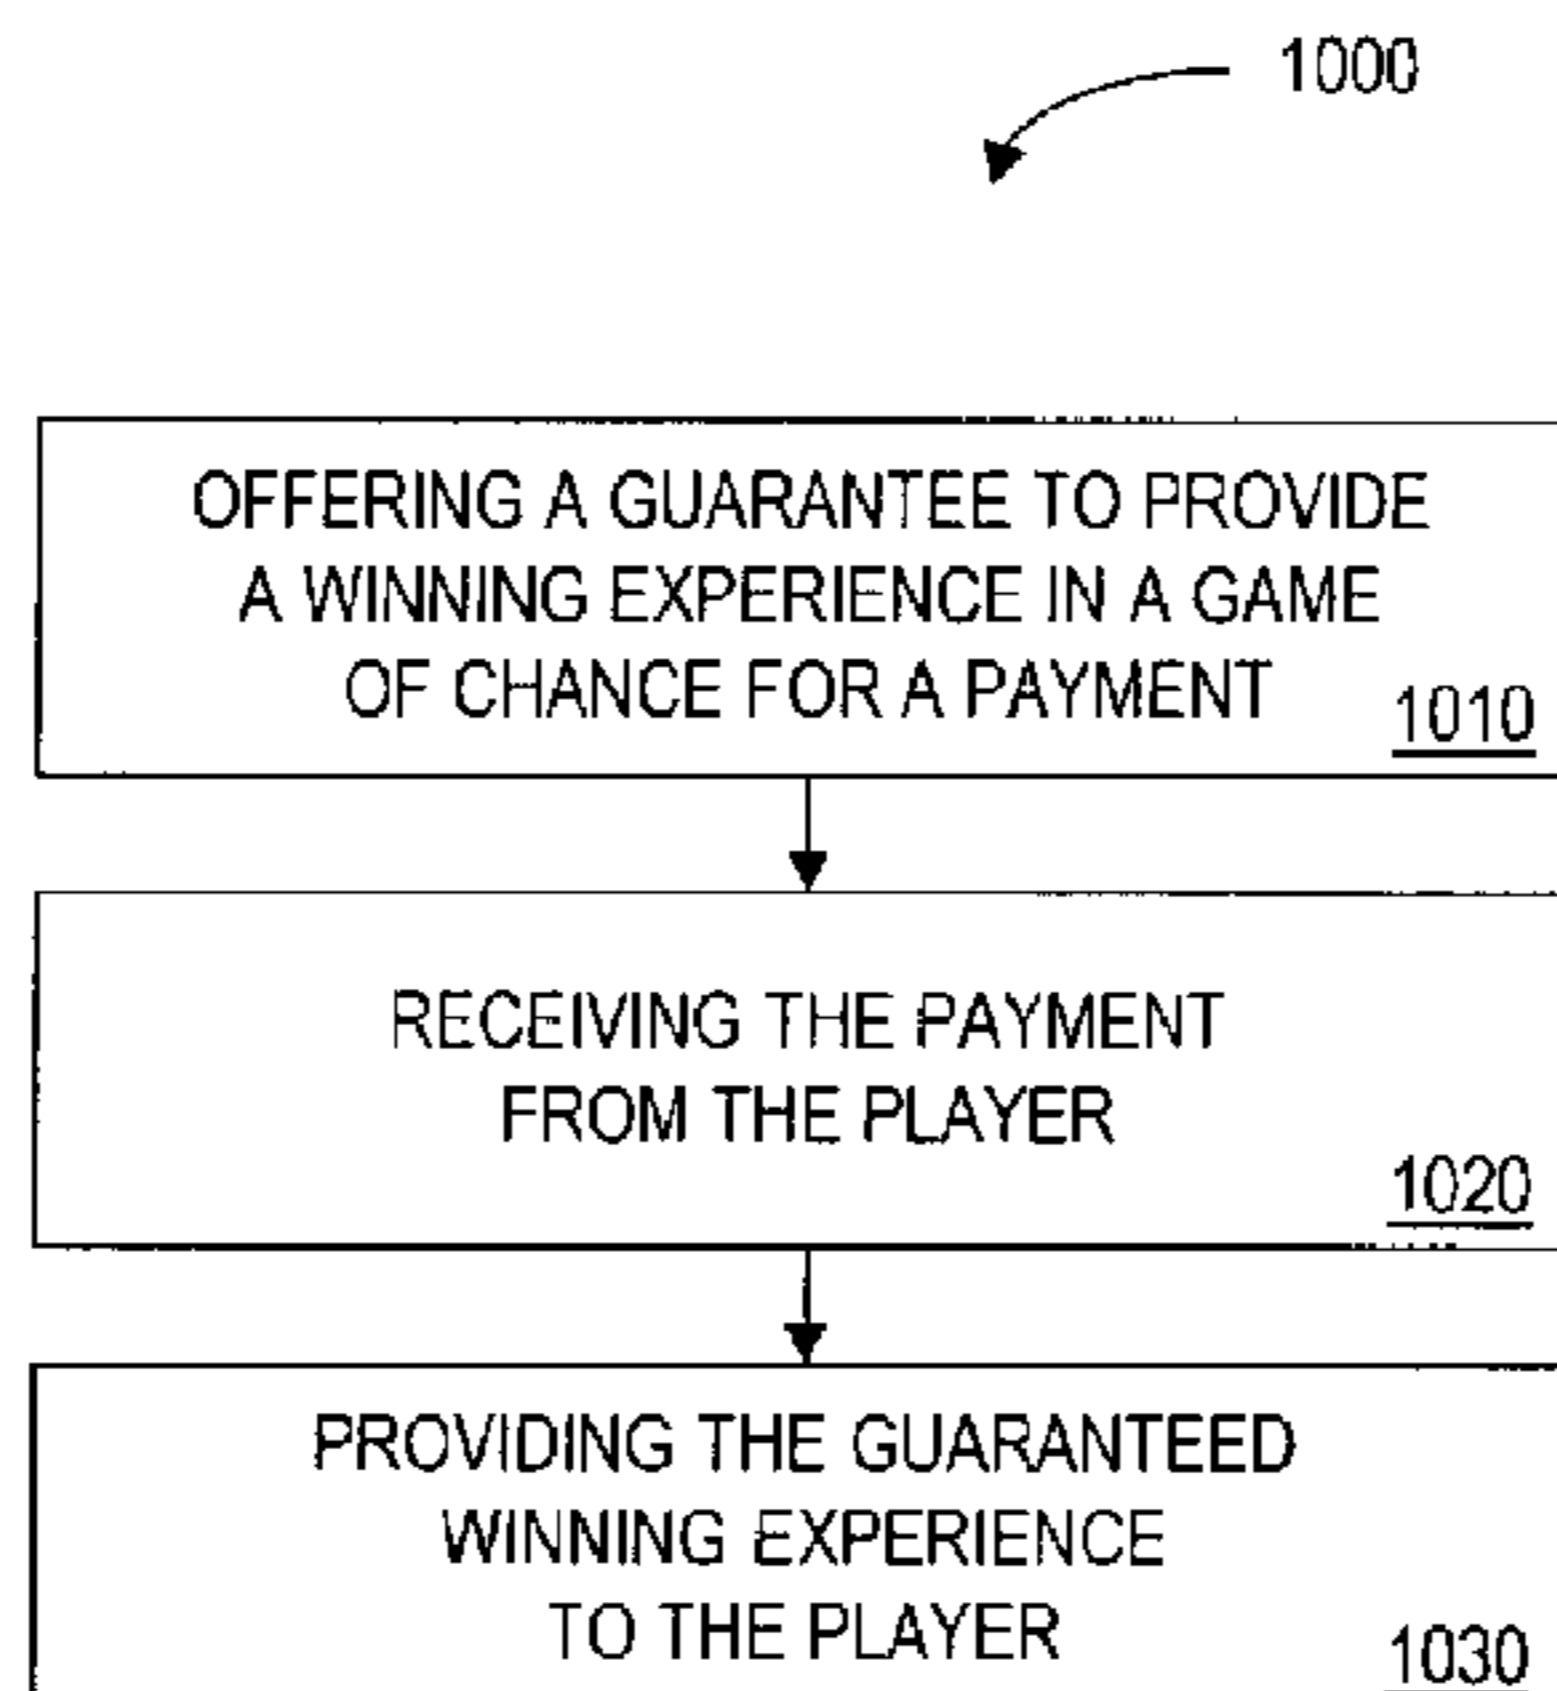 1000
OFFERING A GUARANTEE TO PROVIDE
A WINNING EXPERIENCE IN A GAME
OF CHANCE FOR A PAYMENT
1010
RECEIVING THE PAYMENT
FROM THE PLAYER
1020
PROVIDING THE GUARANTEED
WINNING EXPERIENCE
TO THE PLAYER
1030